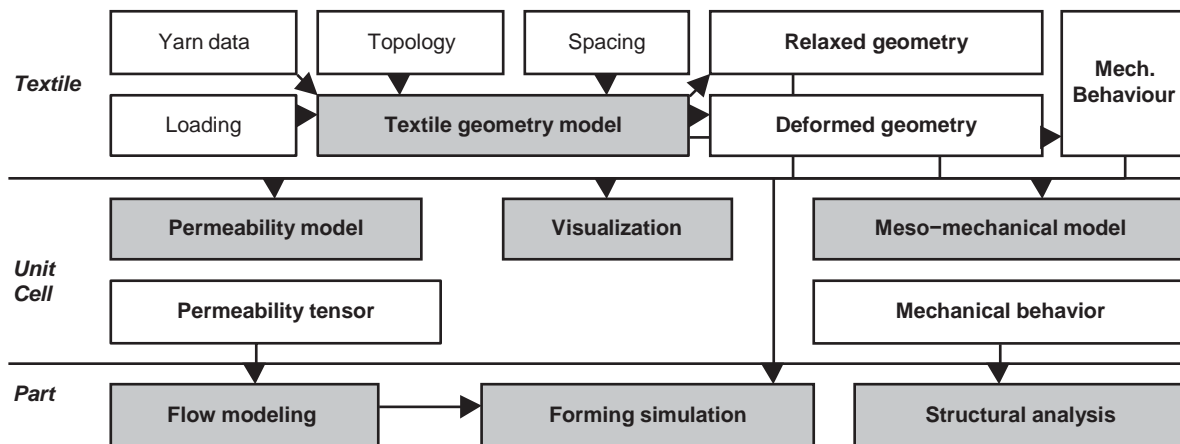 Yarn data
Topology
Spacing
Relaxed geometry
Mech.
Behaviour
Textile
Loading
Textile geometry model
Deformed geometry
Permeability model
Visualization
Meso−mechanical model
Unit
Cell
Permeability tensor
Mechanical behavior
Part
Flow modeling
Forming simulation
Structural analysis